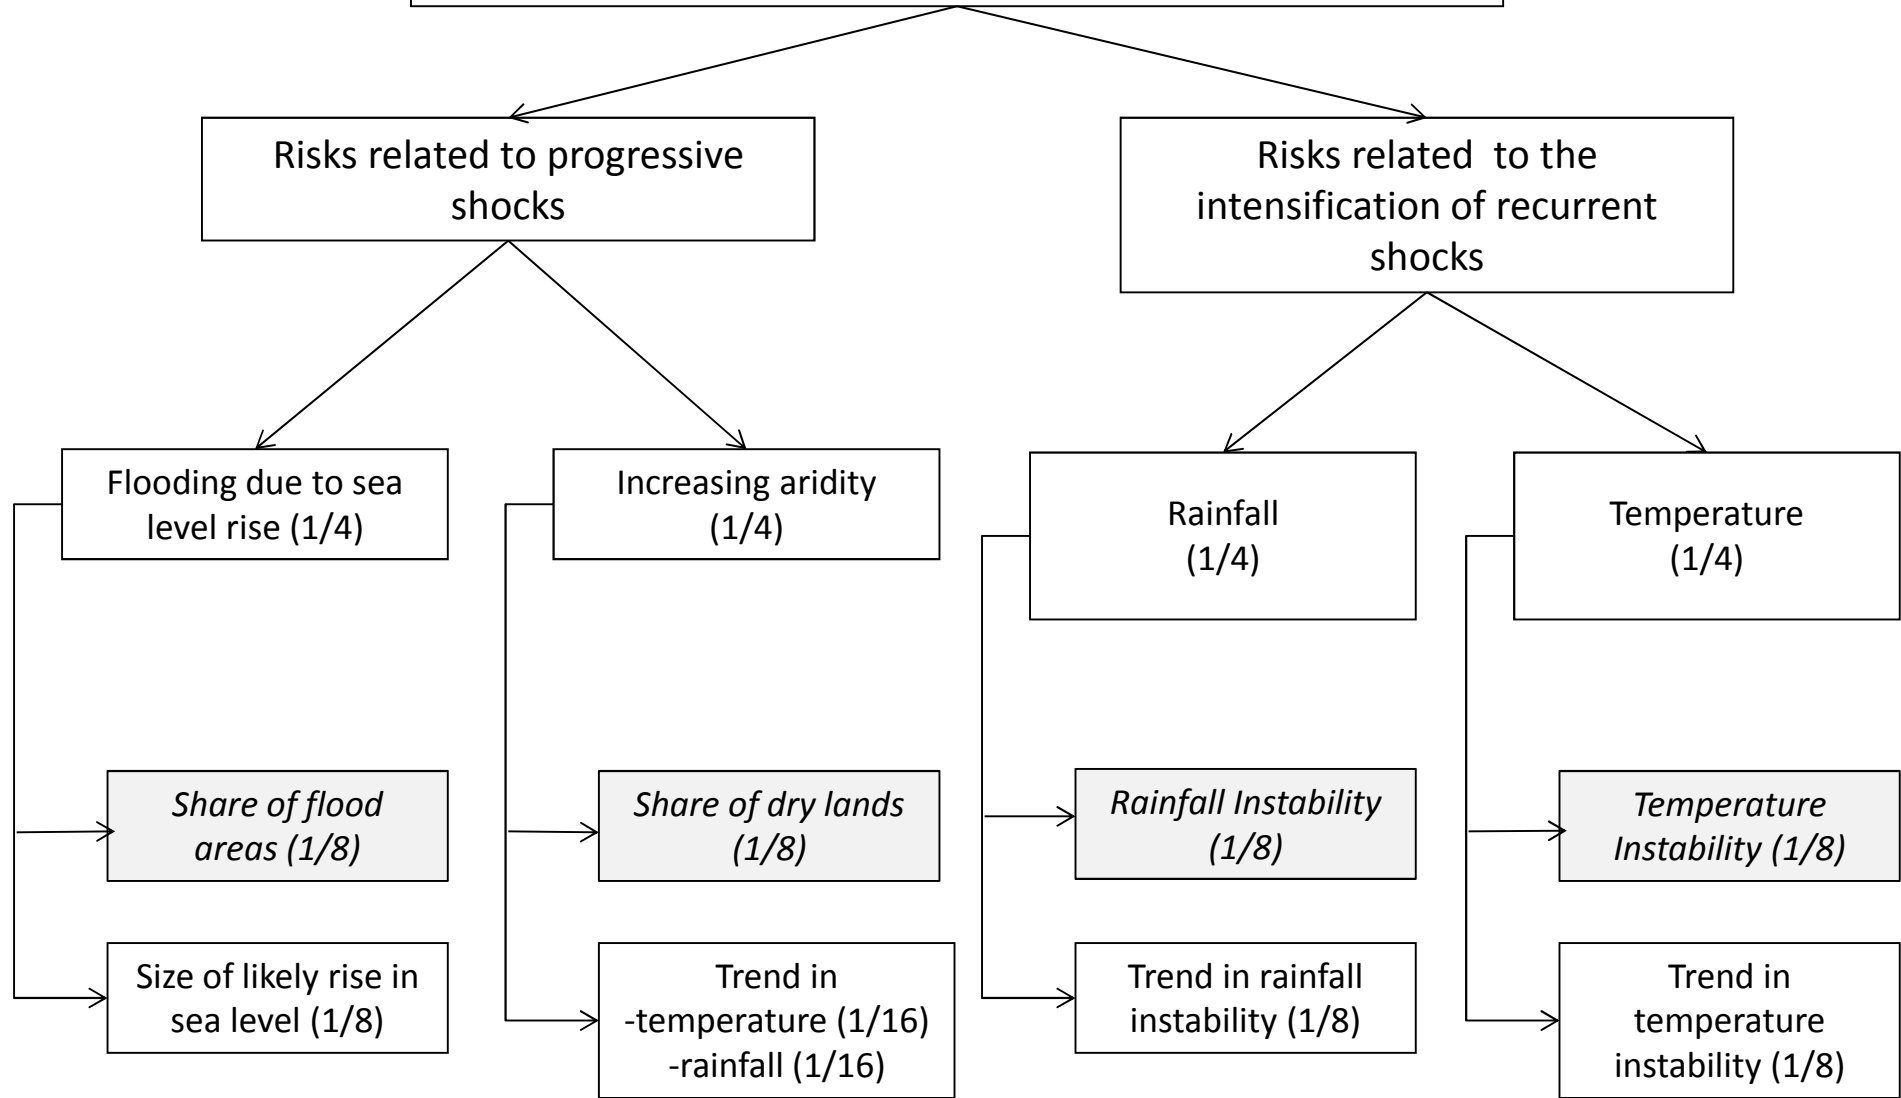 Risks related to progressive
shocks
Risks related  to the
intensification of recurrent
shocks
Flooding due to sea
level rise (1/4)
Increasing aridity
(1/4)
Rainfall
(1/4)
Temperature
(1/4)
Share of flood
areas (1/8)
Share of dry lands
(1/8)
Rainfall Instability
(1/8)
Temperature
Instability (1/8)
Size of likely rise in
sea level (1/8)
Trend in
-temperature (1/16)
-rainfall (1/16)
Trend in rainfall
instability (1/8)
Trend in
temperature
instability (1/8)